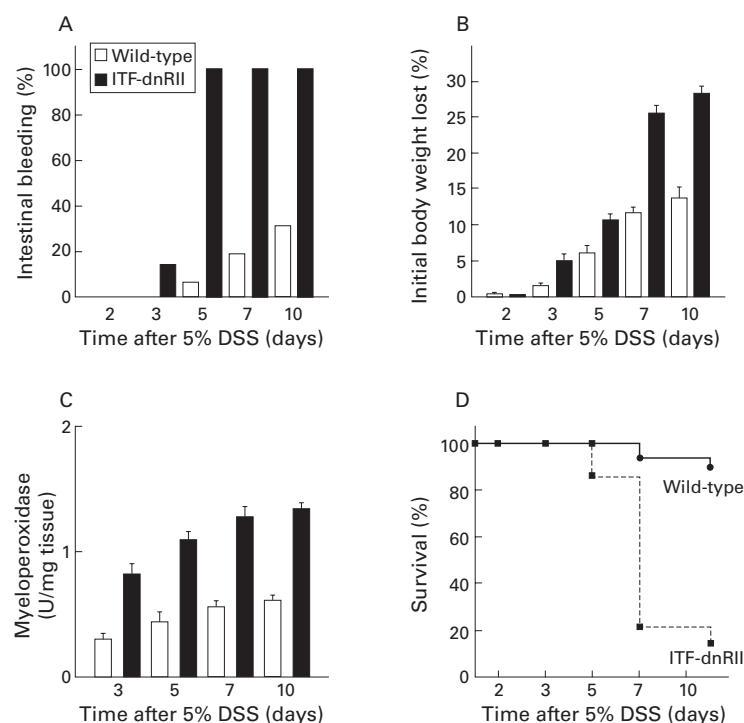 A
Wild-type
ITF-dnRII
Intestinal bleeding (%)
100
80
60
40
20
0
2 3 5 7 10
Time after 5% DSS (days)
B
Initial body weight lost (%)
30
25
20
15
10
5
0
2 3 5 7 10
Time after 5% DSS (days)
C
Myeloperoxidase
(U/mg tissue)
2
1
0
3 5 7 10
Time after 5% DSS (days)
D
Survival (%)
100
80
60
40
20
0
Wild-type
ITF-dnRII
2 3 5 7 10
Time after 5% DSS (days)